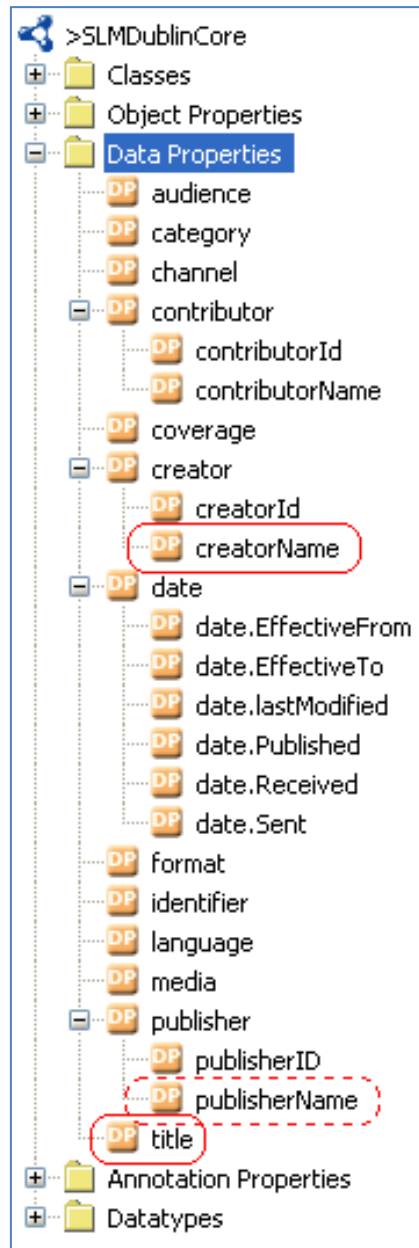 >SLMDublinCore
Classes
Object Properties
Data Properties
DP audience
DP category
DP channel
DP contributor
DP contributorId
DP contributorName
DP coverage
DP creator
DP creatorId
DP creatorName
DP date
DP date.EffectiveFrom
DP date.EffectiveTo
DP date.lastModified
DP date.Published
DP date.Received
DP date.Sent
DP format
DP identifier
DP language
DP media
DP publisher
DP publisherID
DP publisherName
DP title
Annotation Properties
Datatypes